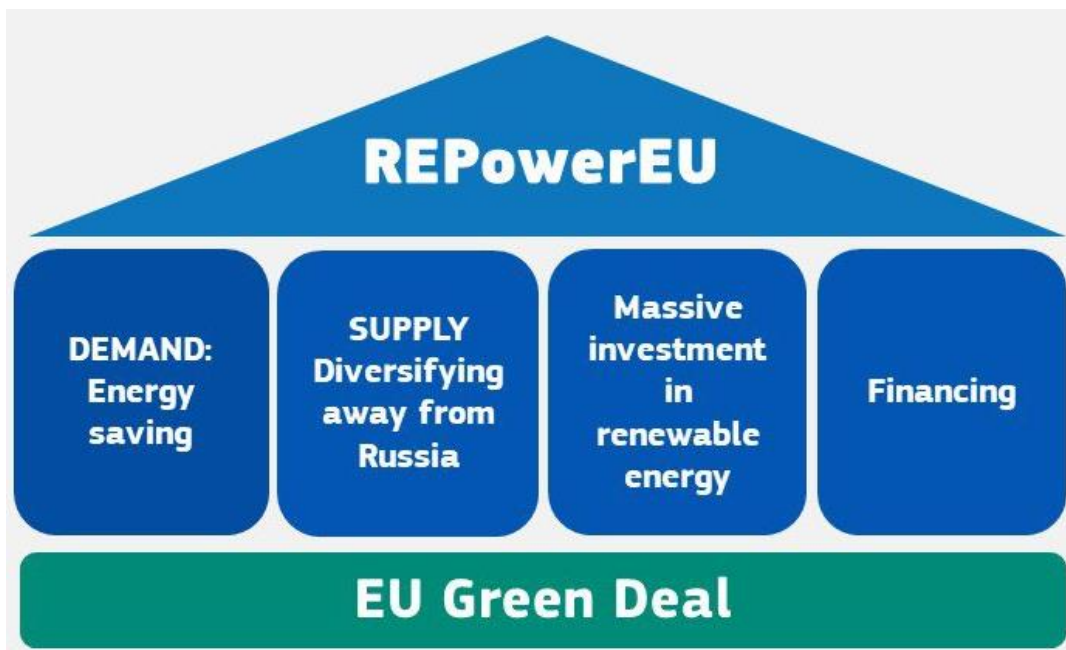 REPowerEU
DEMAND:
Energy
saving
SUPPLY
Diversifying
away from
Russia
Massive
investment
in
renewable
energy
Financing
EU Green Deal